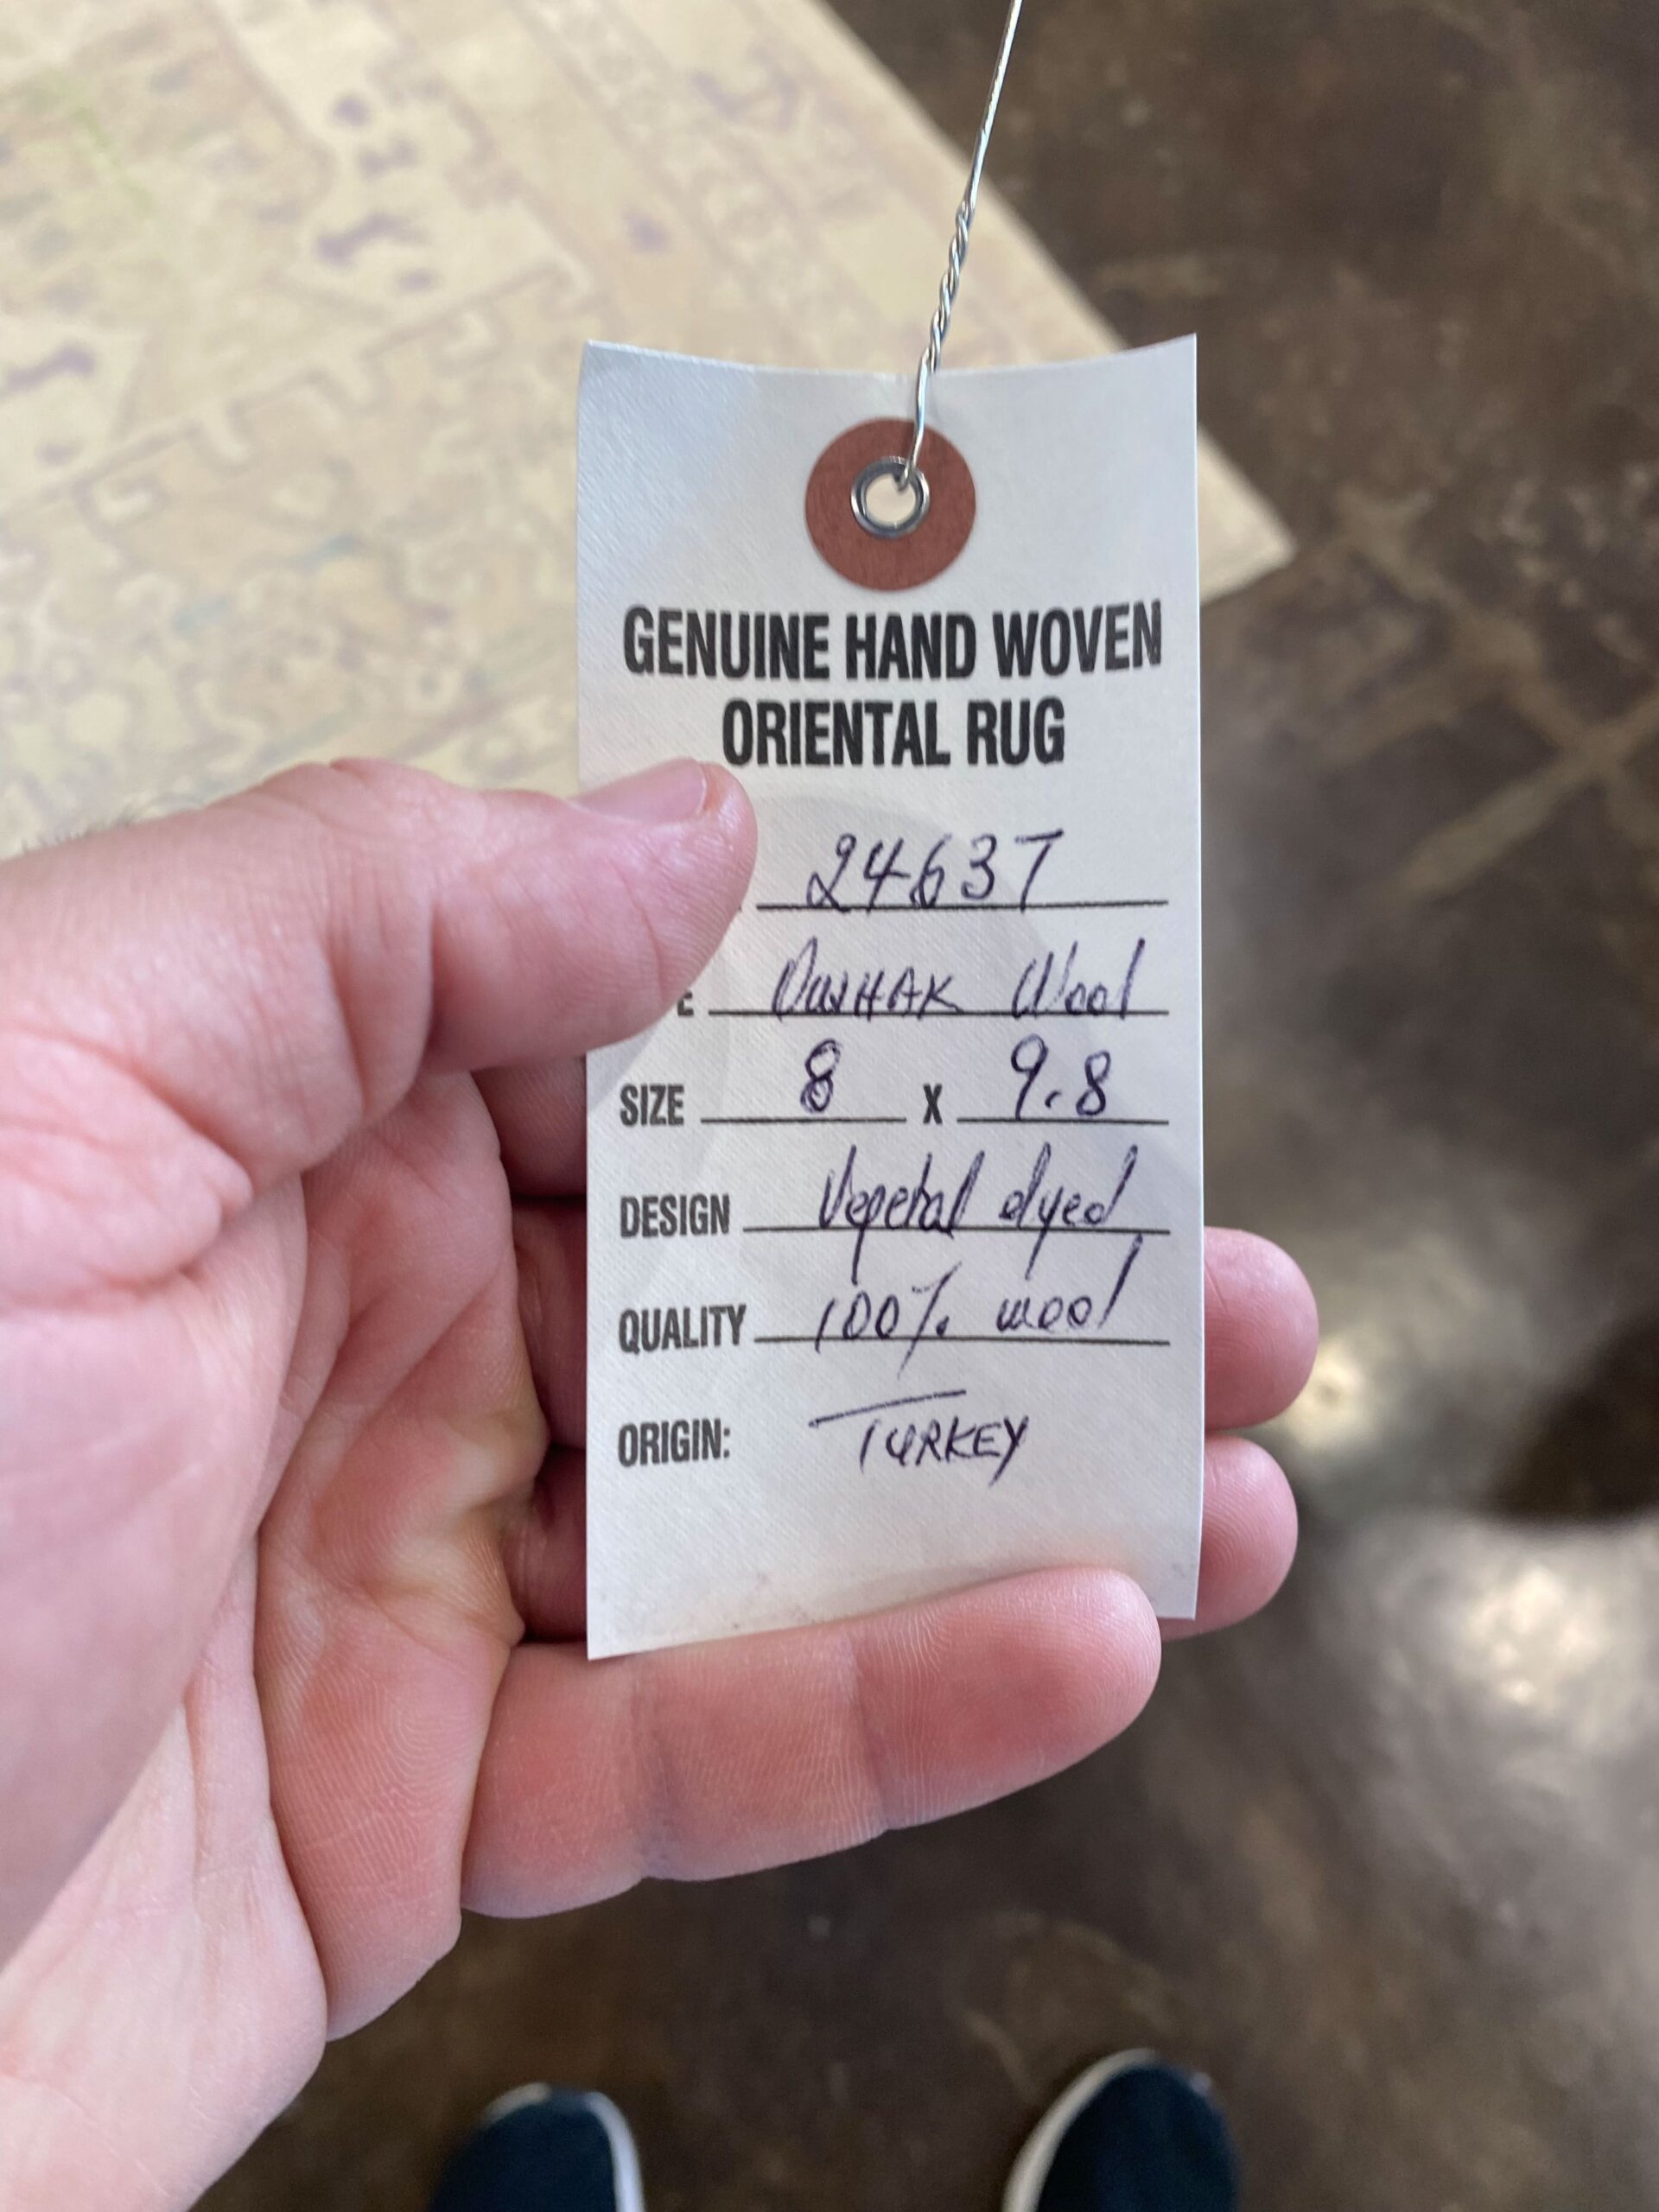 GENUINE HAND WOVEN
ORIENTAL RUG
24637
E Oushak Wool
SIZE 8 X 9.8
DESIGN Vegetal dyed
QUALITY 100% wool
ORIGIN: TURKEY